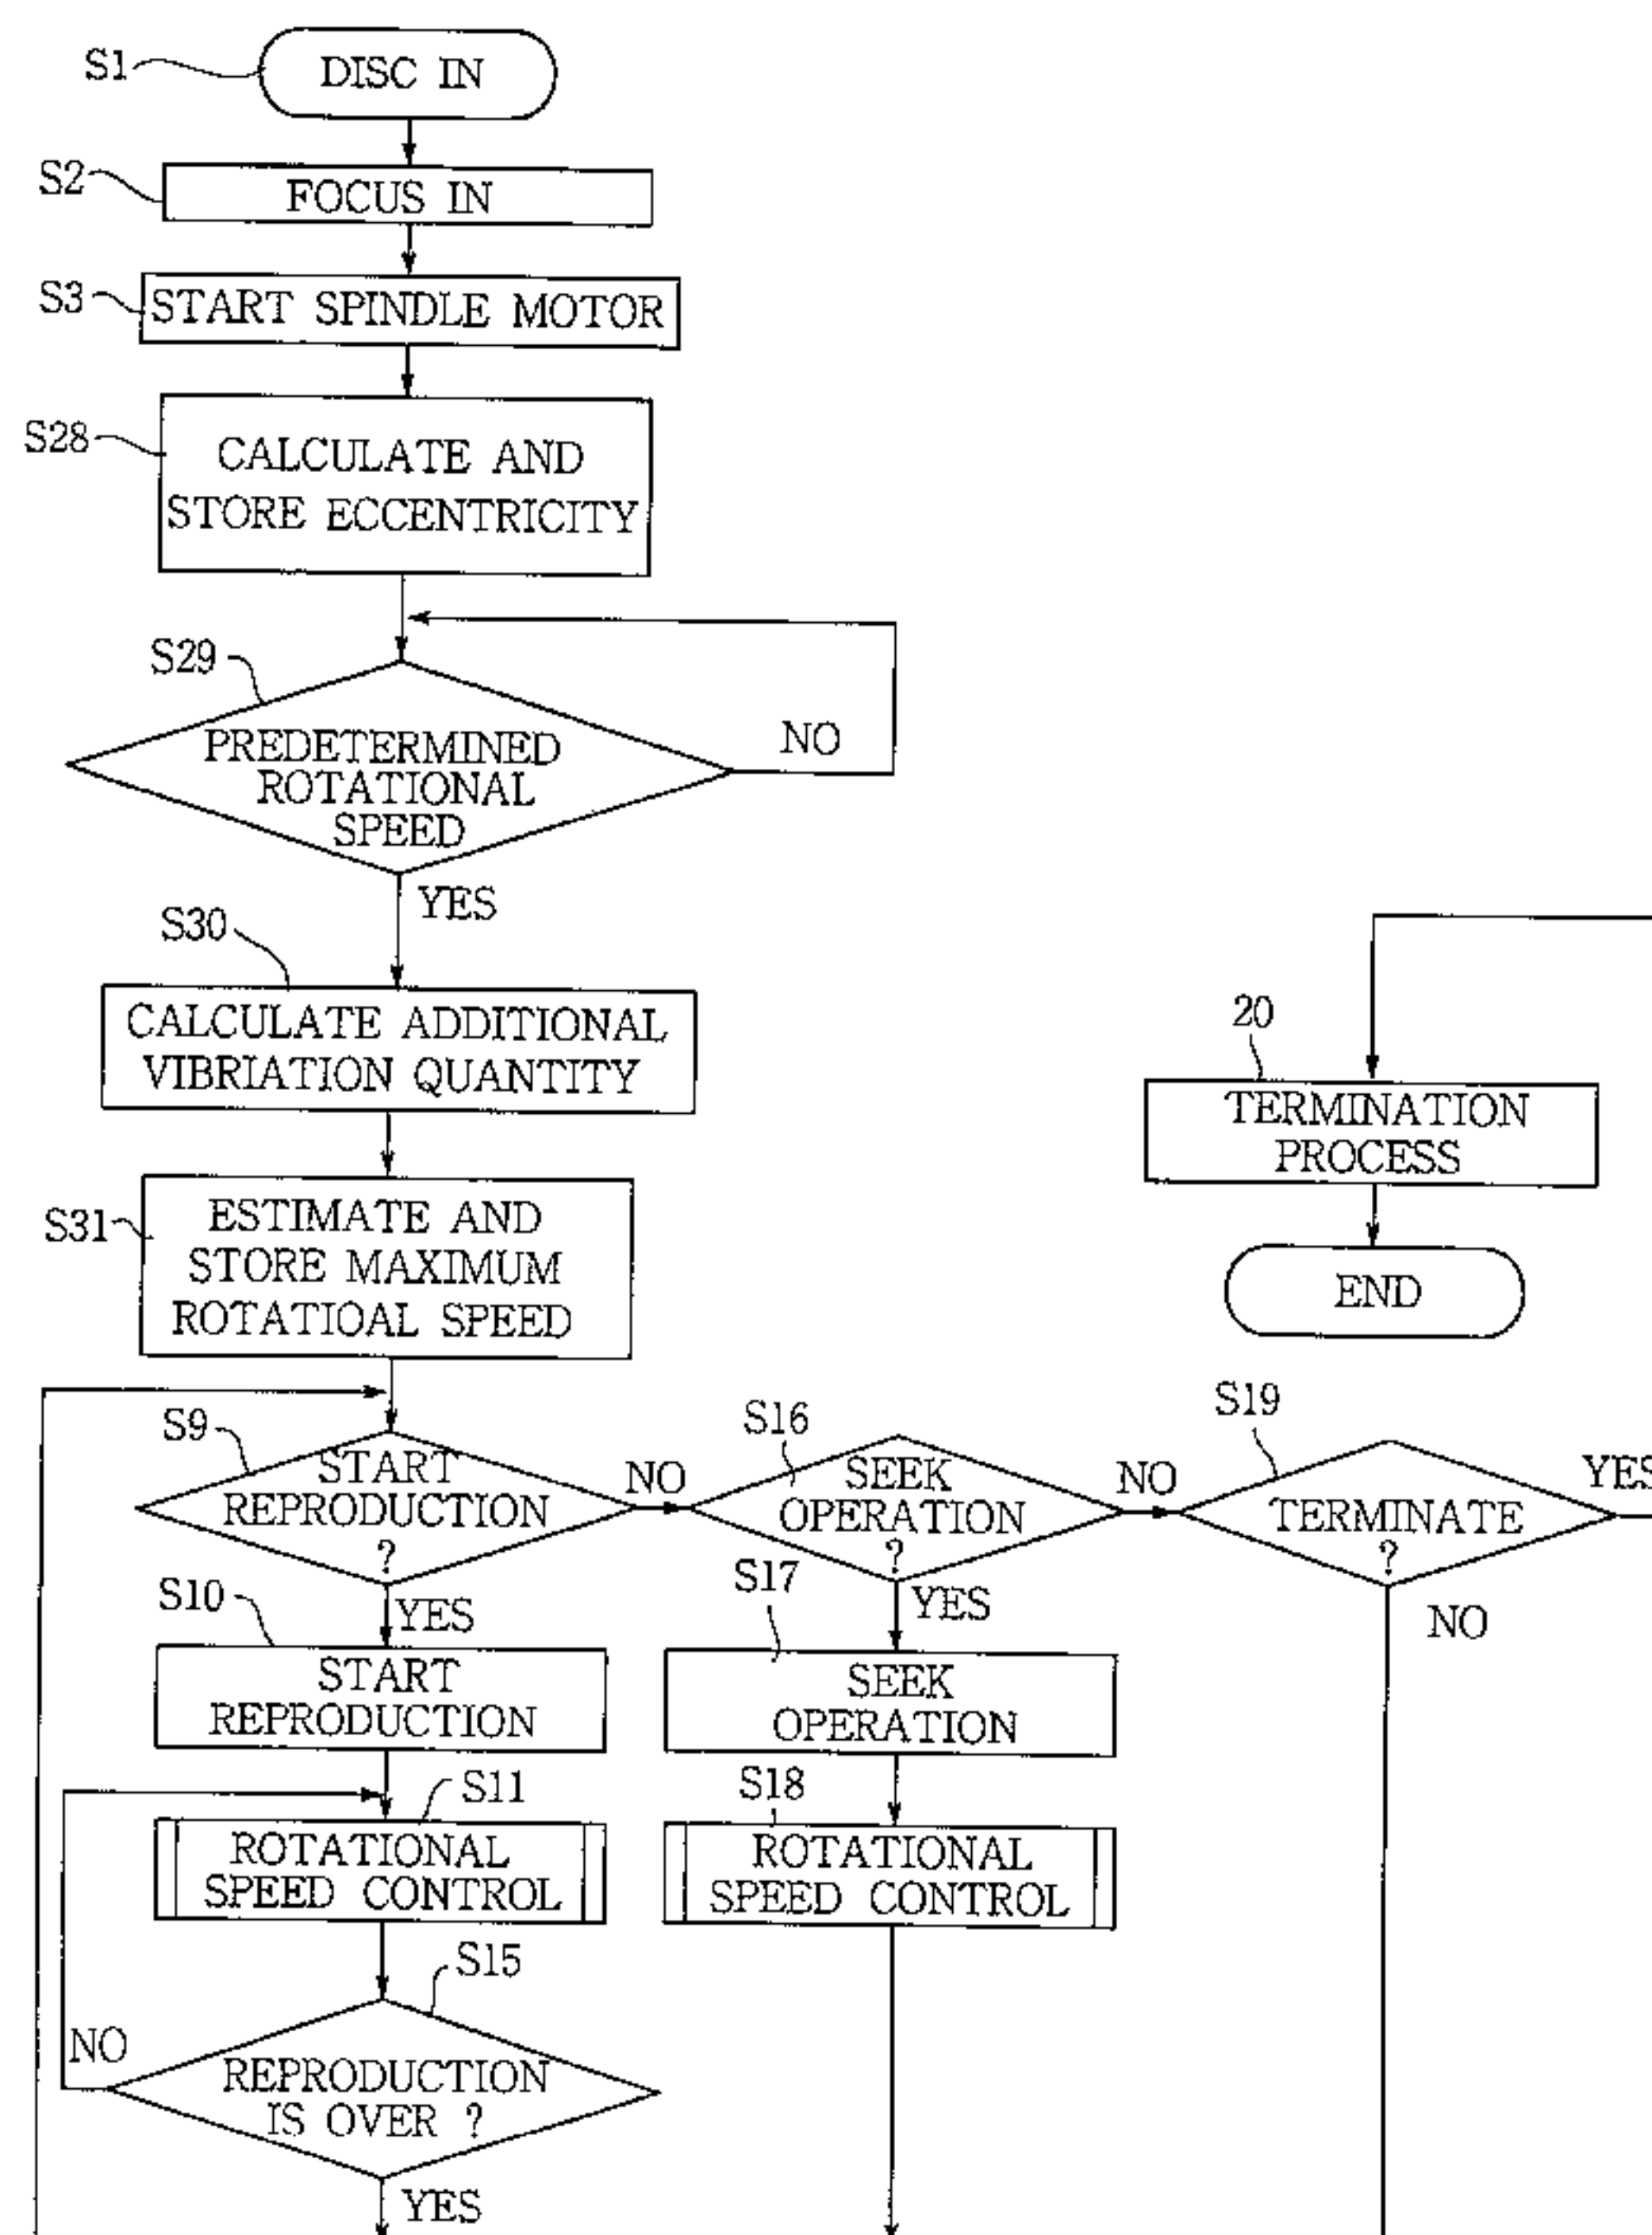 S1
DISC IN
S2
FOCUS IN
S3
START SPINDLE MOTOR
S28
CALCULATE AND
STORE ECCENTRICITY
S29
PREDETERMINED
ROTATIONAL
SPEED
NO
YES
S30
CALCULATE ADDITIONAL
VIBRIATION QUANTITY
20
TERMINATION
PROCESS
S31
ESTIMATE AND
STORE MAXIMUM
ROTATIOAL SPEED
END
S9
START
REPRODUCTION
?
NO
S16
SEEK
OPERATION
?
NO
S19
TERMINATE
?
YES
NO
YES
S10
START
REPRODUCTION
YES
S17
SEEK
OPERATION
S11
ROTATIONAL
SPEED CONTROL
S18
ROTATIONAL
SPEED CONTROL
S15
NO
REPRODUCTION
IS OVER ?
YES